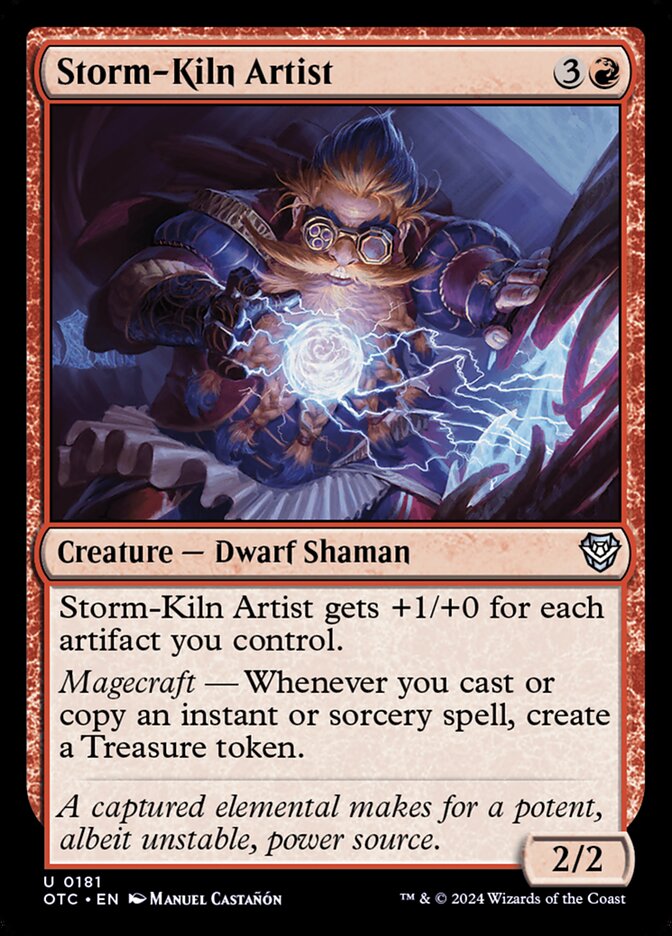 Storm-Kiln Artist 3
Creature — Dwarf Shaman
Storm-Kiln Artist gets +1/+0 for each
artifact you control.
Magecraft — Whenever you cast or
copy an instant or sorcery spell, create
a Treasure token.
A captured elemental makes for a potent,
albeit unstable, power source.
2/2
U 0181
OTC • EN Manuel Castañón
™ & © 2024 Wizards of the Coast